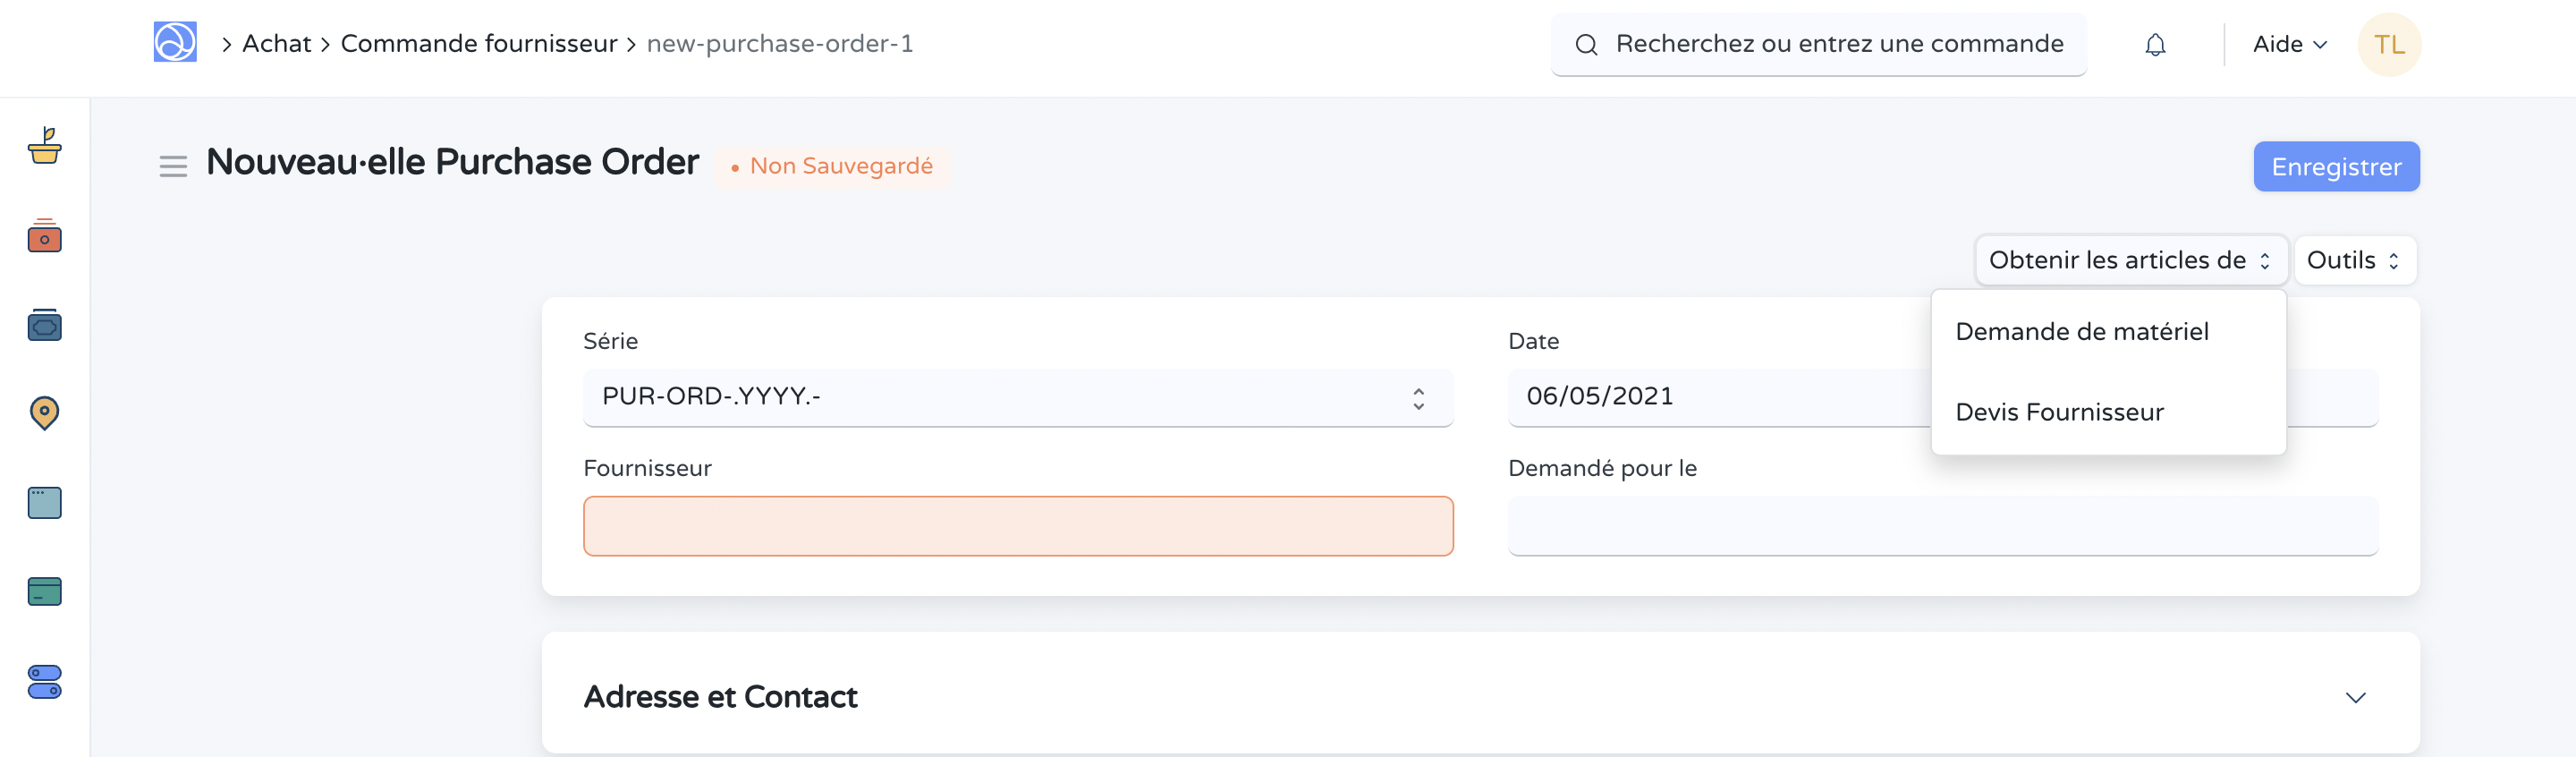 Achat > Commande fournisseur > new-purchase-order-1
Recherchez ou entrez une commande
Aide
TL
Nouveau·elle Purchase Order
• Non Sauvegardé
Enregistrer
Obtenir les articles de
Outils
Demande de matériel
Devis Fournisseur
Série
PUR-ORD-.YYYY.-
Date
06/05/2021
Fournisseur
Demandé pour le
Adresse et Contact